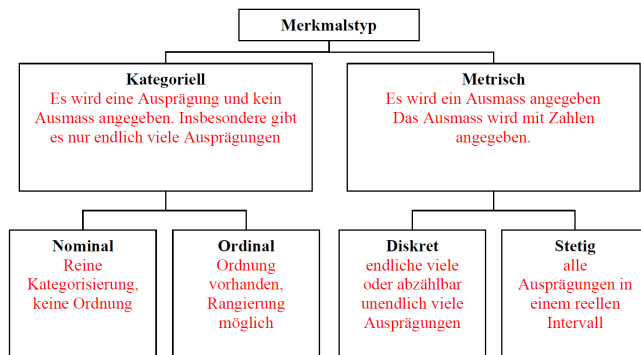 Merkmalstyp
Kategoriell
Es wird eine Ausprägung und kein
Ausmass angegeben. Insbesondere gibt
es nur endlich viele Ausprägungen
Metrisch
Es wird ein Ausmass angegeben
Das Ausmass wird mit Zahlen
angegeben.
Nominal
Reine
Kategorisierung,
keine Ordnung
Ordinal
Ordnung
vorhanden,
Rangierung
möglich
Diskret
endliche viele
oder abzählbar
unendlich viele
Ausprägungen
Stetig
alle
Ausprägungen in
einem reellen
Intervall